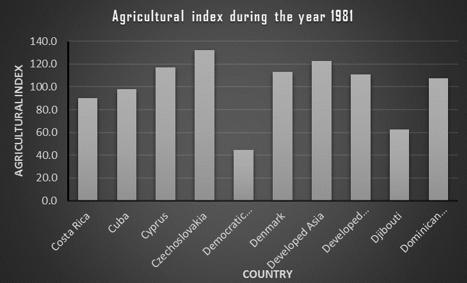 Agricultural index during the year 1981
AGRICULTURAL INDEX
140.0
120.0
100.0
80.0
60.0
40.0
20.0
0.0
Costa Rica
Cuba
Cyprus
Czechoslovakia
Democratic...
Denmark
Developed Asia
Developed...
Djibouti
Dominican...
COUNTRY